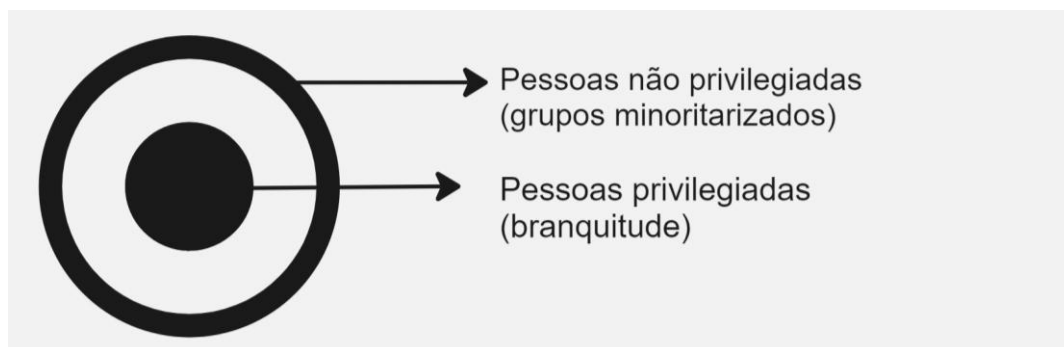 Pessoas não privilegiadas
(grupos minoritarizados)
Pessoas privilegiadas
(branquitude)